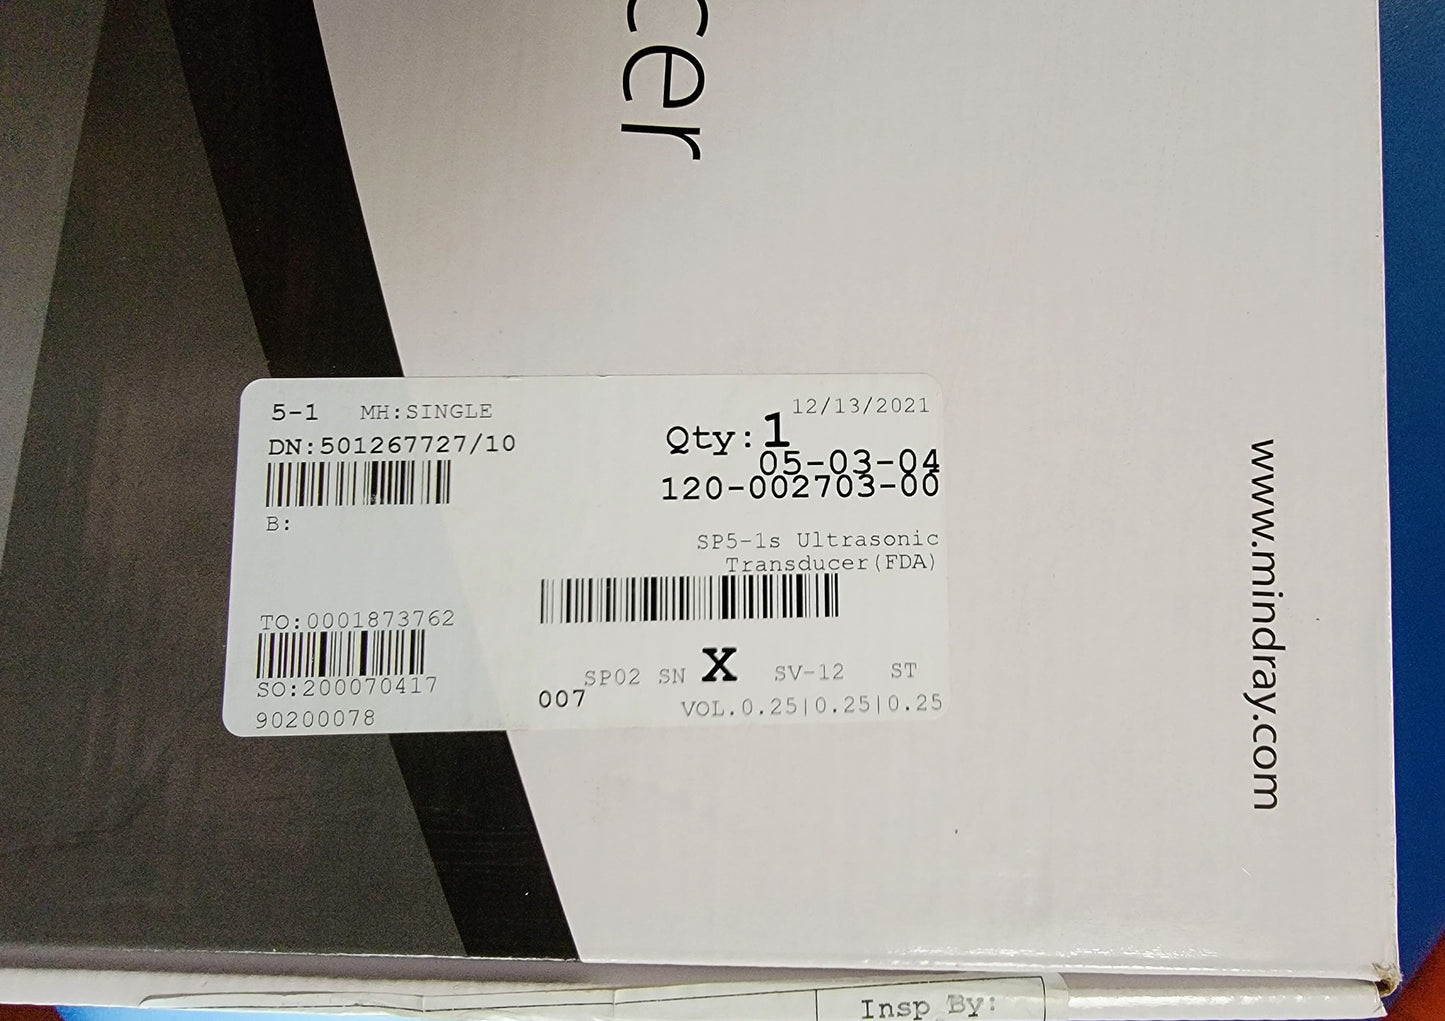 cer
5-1 MH:SINGLE
12/13/2021
DN:501267727/10
Qty:1
05-03-04
120-002703-00
B:
SP5-1s Ultrasonic
Transducer(FDA)
TO:0001873762
SP02 SN X SV-12 ST
SO:200070417
007
VOL.0.25|0.25|0.25
90200078
www.mindray.com
Insp By: